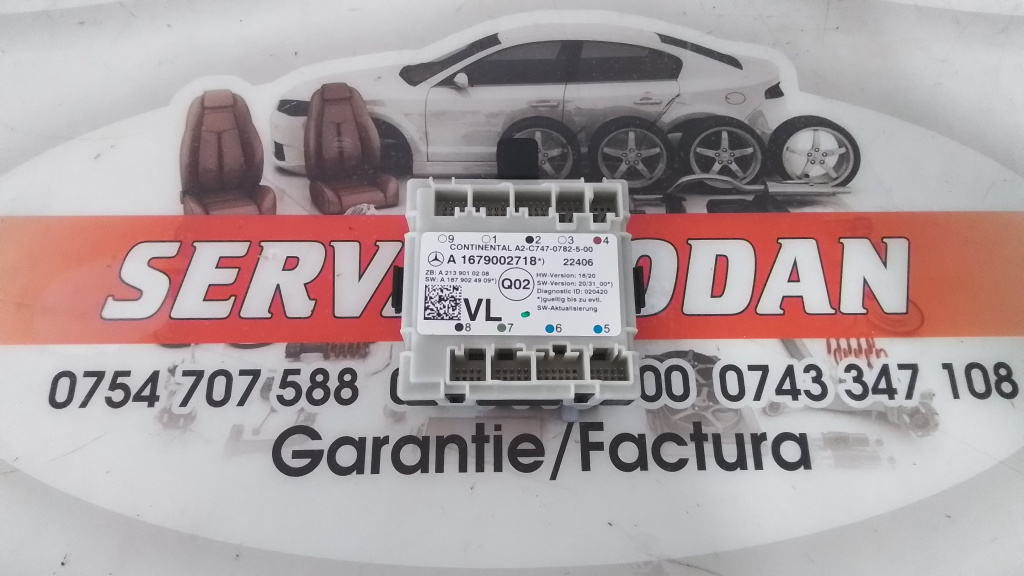 9 1 2 3 4
CONTINENTAL A2-C747-0782-5-00
A 1679002718*) 22406
ZB: A 213 901 02 08
SW: A 167 902 49 09*)
Q02
HW-Version: 18/20
SW-Version: 20/31_00*)
Diagnostic ID: 020420
*)gueltig bis zu evtl.
SW-Aktualisierung
VL
8 7 6 5
SERV ODAN
0754 707 588 0 00 0743 347 108
Garantie/Factura